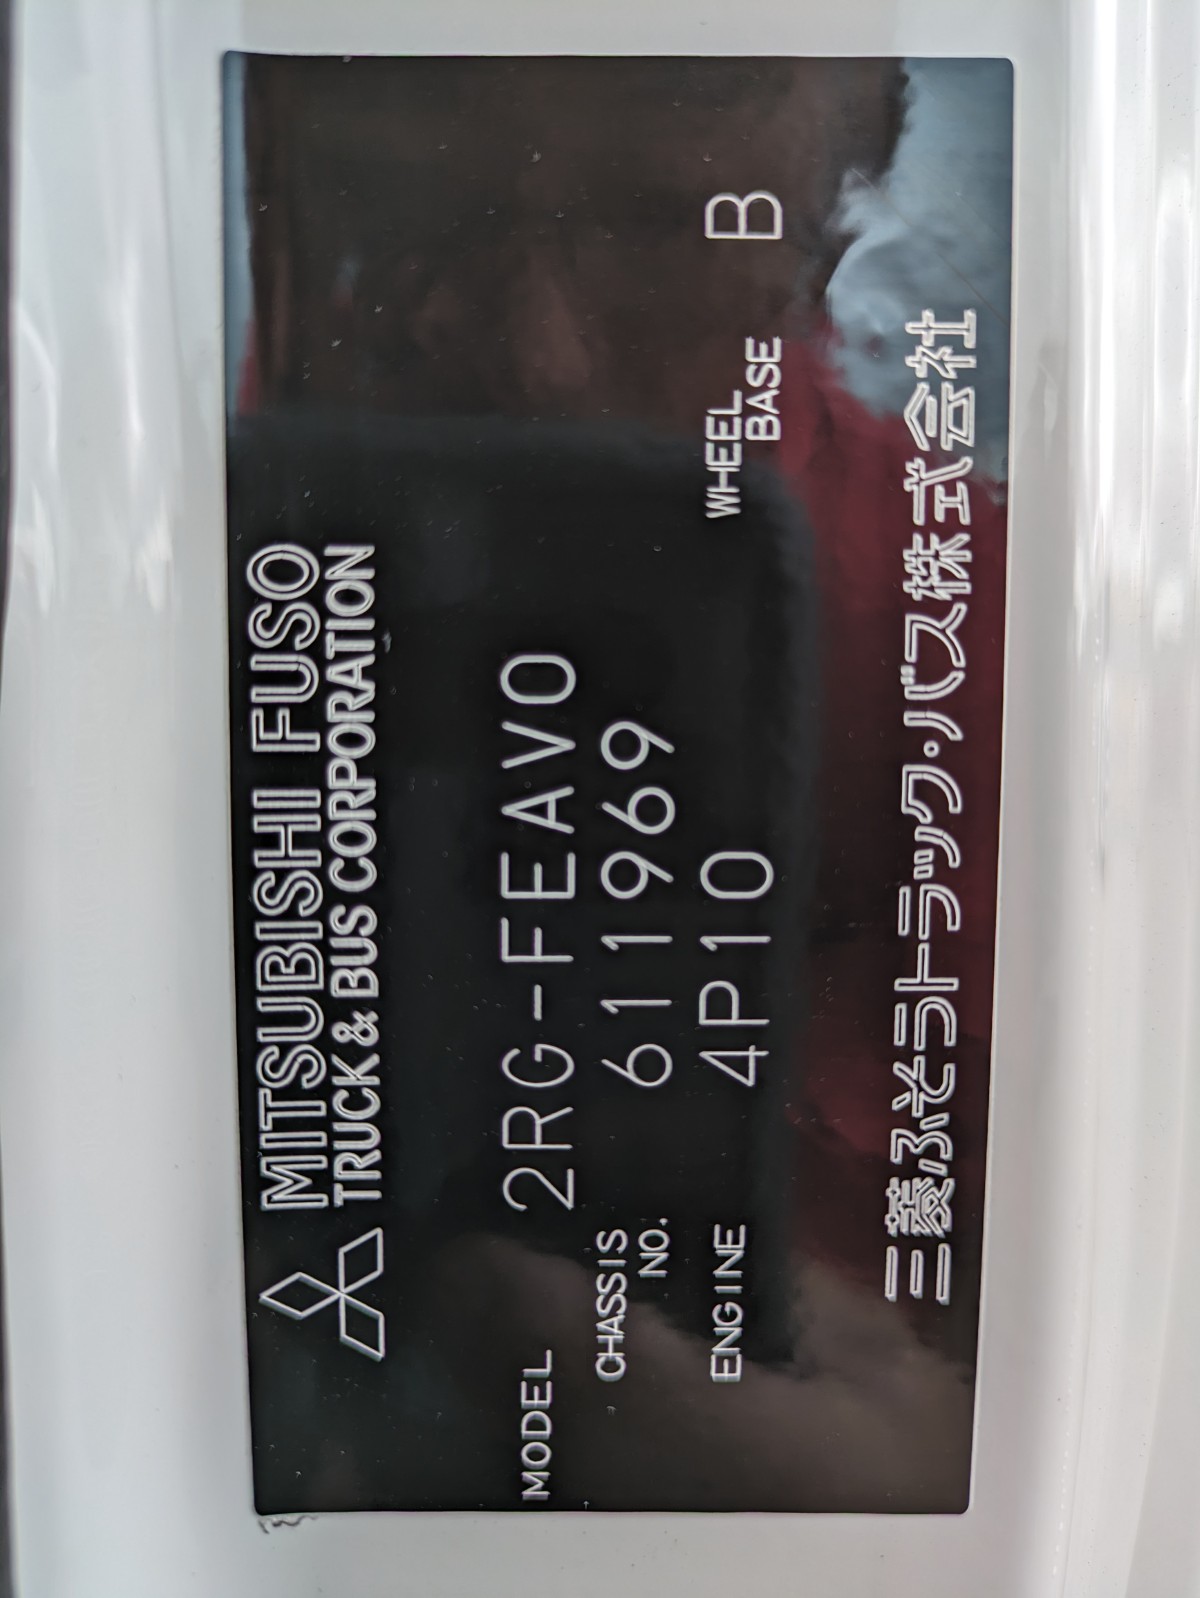 MITSUBISHI FUSO
TRUCK & BUS CORPORATION
MODEL 2RG-FEAV0
CHASSIS NO. 611969
ENGINE 4P10 WHEEL BASE B
三菱ふそうトラック・バス株式会社